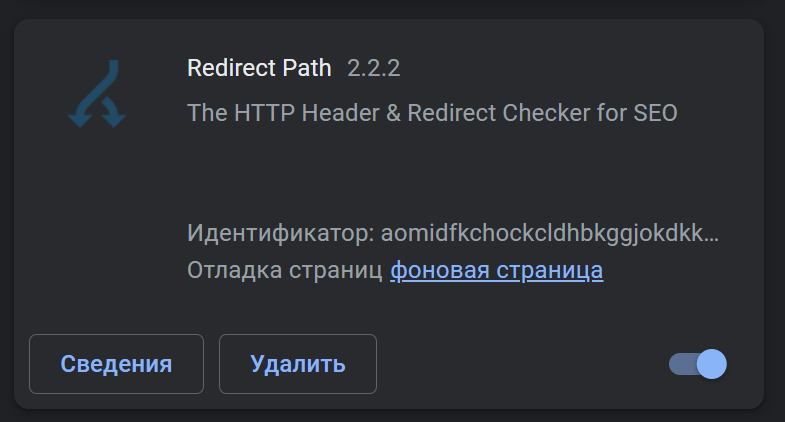 Redirect Path 2.2.2
The HTTP Header & Redirect Checker for SEO
Идентификатор: aomidfkchockcldhbkggjokdkk…
Отладка страниц фоновая страница
Сведения Удалить